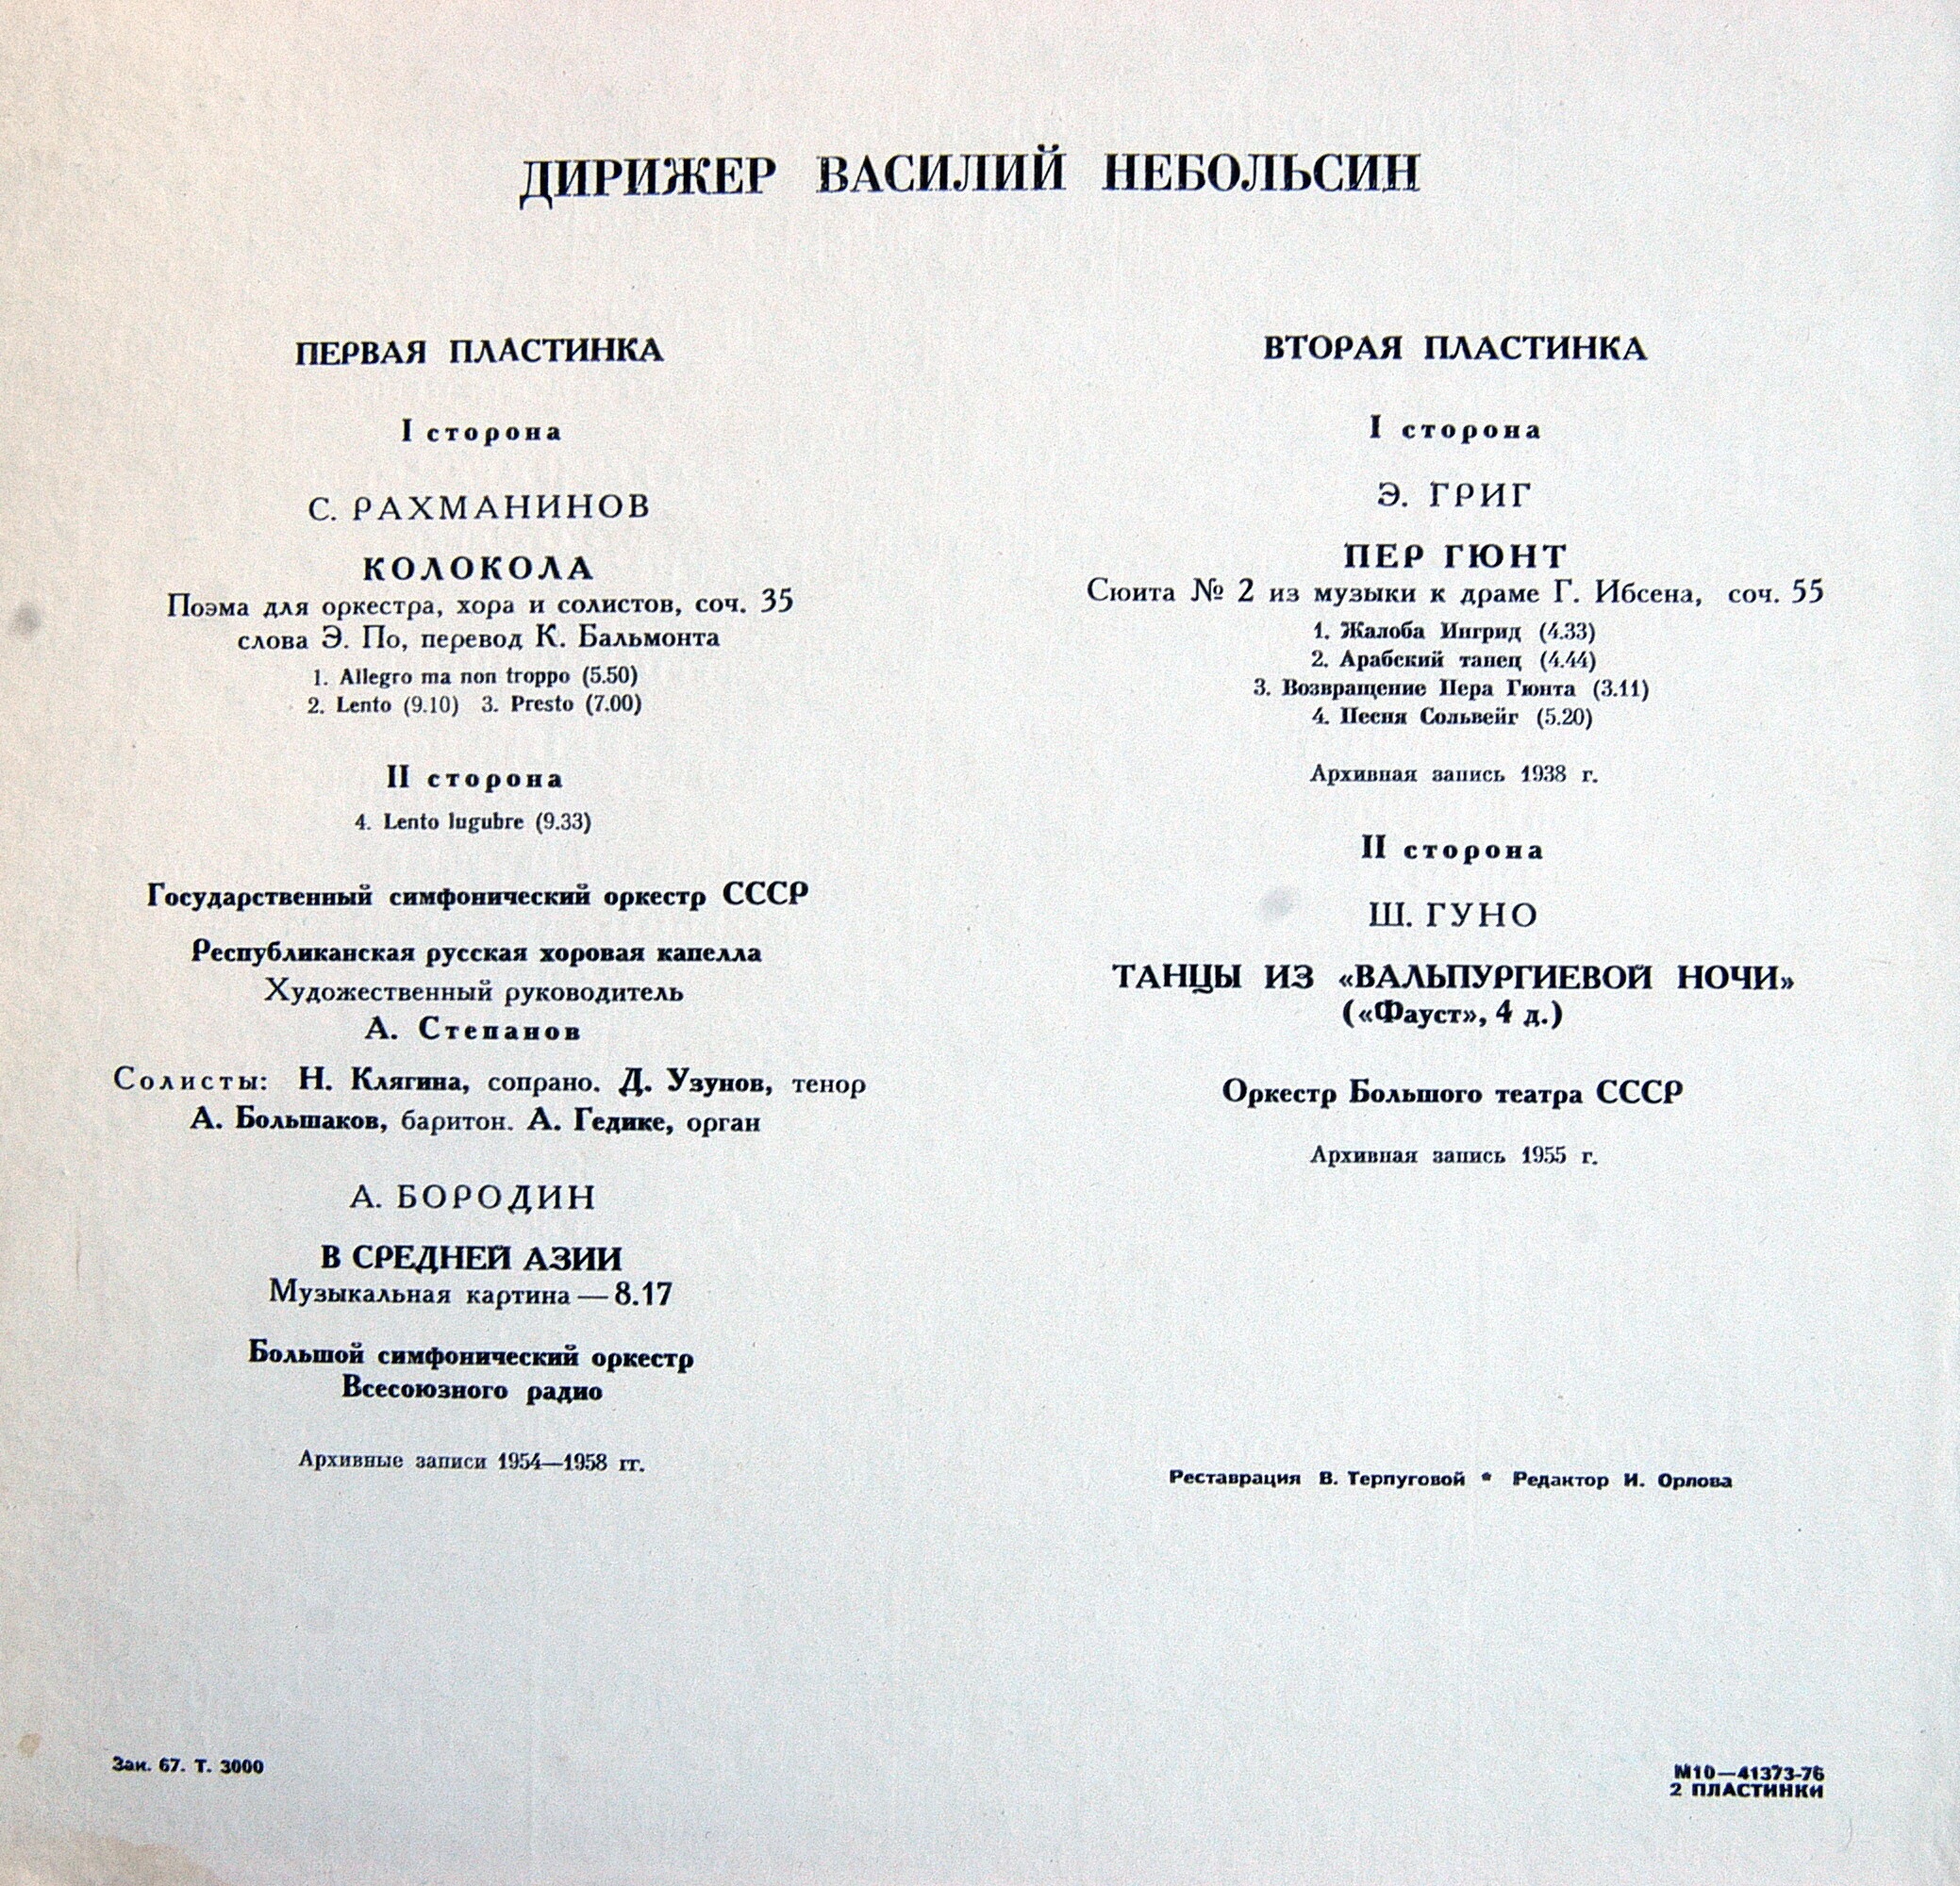 ДИРИЖЕР ВАСИЛИЙ НЕБОЛЬСИН
ПЕРВАЯ ПЛАСТИНКА
I сторона
С. РАХМАНИНОВ
КОЛОКОЛА
Поэма для оркестра, хора и солистов, соч. 35
слова Э. По, перевод К. Бальмонта
1. Allegro ma non troppo (5.50)
2. Lento (9.10) 3. Presto (7.00)
II сторона
4. Lento lugubre (9.33)
Государственный симфонический оркестр СССР
Республиканская русская хоровая капелла
Художественный руководитель
А. Степанов
Солисты: Н. Клягина, сопрано. Д. Узунов, тенор
А. Большаков, баритон. А. Гедике, орган
А. БОРОДИН
В СРЕДНЕЙ АЗИИ
Музыкальная картина — 8.17
Большой симфонический оркестр
Всесоюзного радио
Архивные записи 1954—1958 гг.
ВТОРАЯ ПЛАСТИНКА
I сторона
Э. ГРИГ
ПЕР ГЮНТ
Сюита № 2 из музыки к драме Г. Ибсена, соч. 55
1. Жалоба Ингрид (4.33)
2. Арабский танец (4.44)
3. Возвращение Пера Гюнта (3.11)
4. Песня Сольвейг (5.20)
Архивная запись 1938 г.
II сторона
Ш. ГУНО
ТАНЦЫ ИЗ «ВАЛЬПУРГИЕВОЙ НОЧИ»
(«Фауст», 4 д.)
Оркестр Большого театра СССР
Архивная запись 1955 г.
Реставрация В. Терпуговой * Редактор И. Орлова
Зак. 67. Т. 3000
М10—41373-76
2 ПЛАСТИНКИ